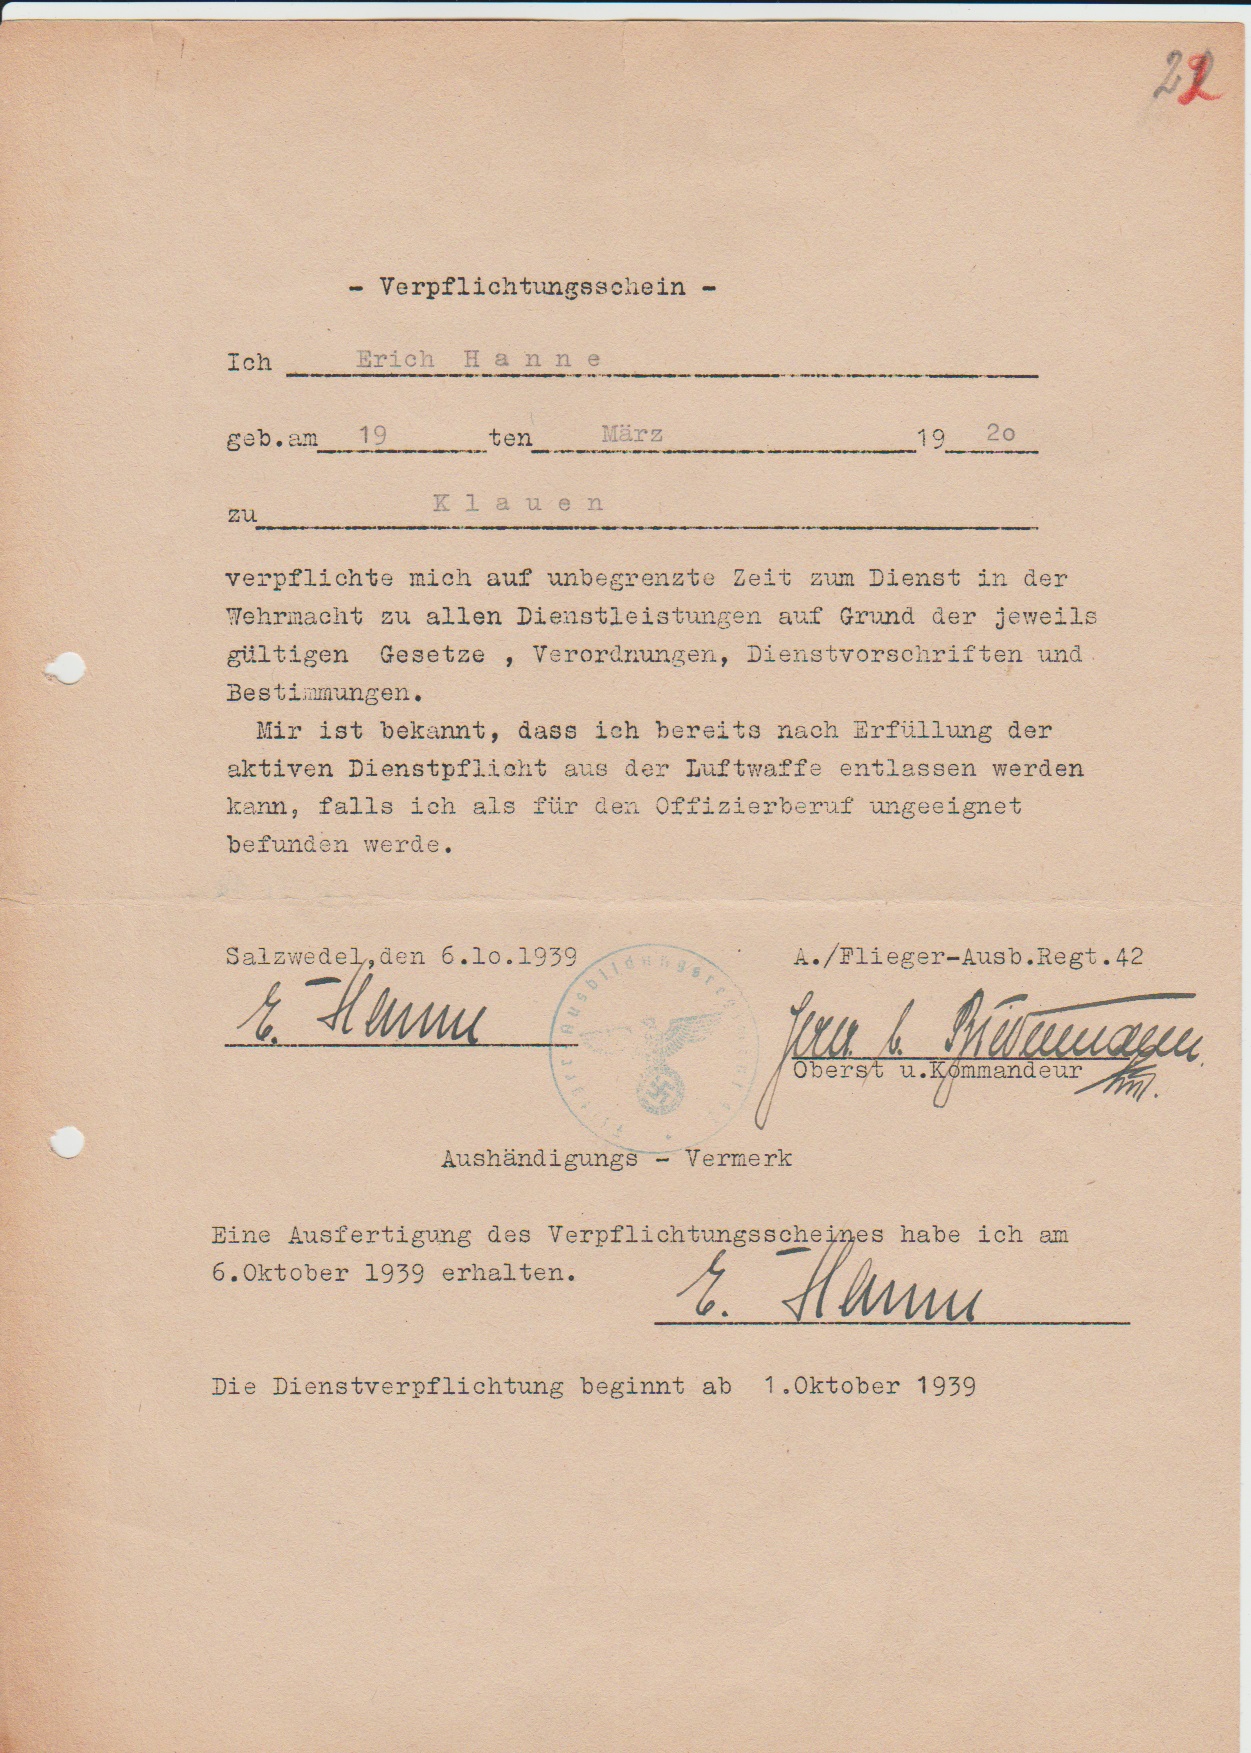 22
- Verpflichtungsschein -
Ich Erich H a n n e
geb.am 19 ten März 19 2o
zu K l a u e n
verpflichte mich auf unbegrenzte Zeit zum Dienst in der
Wehrmacht zu allen Dienstleistungen auf Grund der jeweils
gültigen Gesetze , Verordnungen, Dienstvorschriften und
Bestimmungen.
Mir ist bekannt, dass ich bereits nach Erfüllung der
aktiven Dienstpflicht aus der Luftwaffe entlassen werden
kann, falls ich als für den Offizierberuf ungeeignet
befunden werde.
Salzwedel,den 6.1o.1939 A./Flieger-Ausb.Regt.42
E. Hanne
Oberst u.Kommandeur
Aushändigungs - Vermerk
Eine Ausfertigung des Verpflichtungsscheines habe ich am
6.Oktober 1939 erhalten.
E. Hanne
Die Dienstverpflichtung beginnt ab 1.Oktober 1939